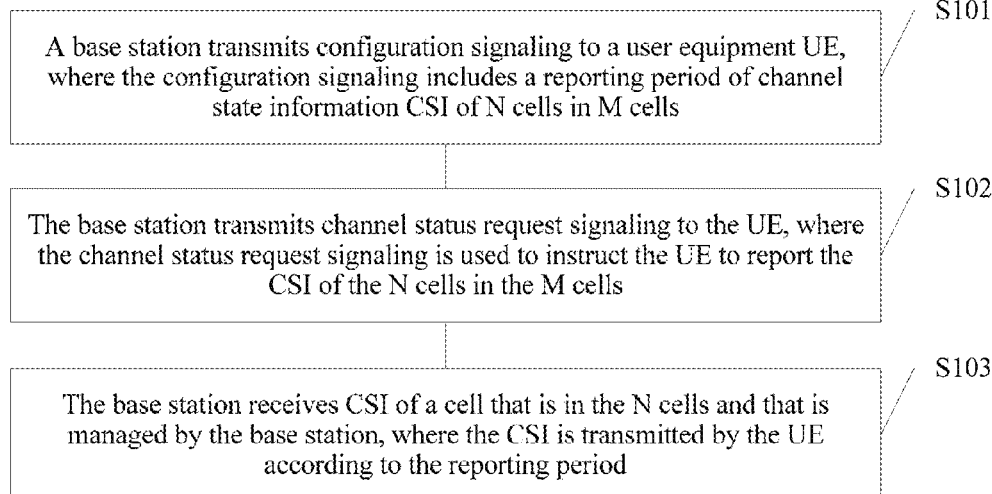 S101
A base station transmits configuration signaling to a user equipment UE,
where the configuration signaling includes a reporting period of channel
state information CSI of N cells in M cells
S102
The base station transmits channel status request signaling to the UE, where
the channel status request signaling is used to instruct the UE to report the
CSI of the N cells in the M cells
S103
The base station receives CSI of a cell that is in the N cells and that is
managed by the base station, where the CSI is transmitted by the UE
according to the reporting period